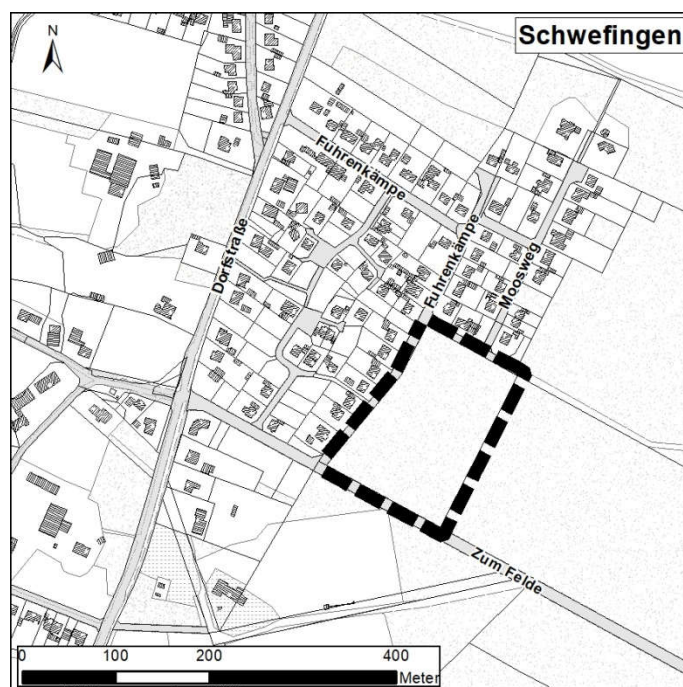 Schwefingen
N
Fuhrenkämpe
Fuhrenkämpe
Moosweg
Dorfstraße
Zum Felde
0 100 200 400
Meter